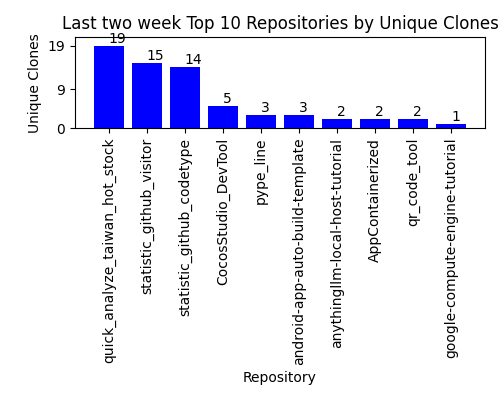 Last two week Top 10 Repositories by Unique Clones
Unique Clones
19
9
0
19
15
14
5
3
3
2
2
2
1
quick_analyze_taiwan_hot_stock
statistic_github_visitor
statistic_github_codetype
CocosStudio_DevTool
pype_line
android-app-auto-build-template
anythingllm-local-host-tutorial
AppContainerized
qr_code_tool
google-compute-engine-tutorial
Repository